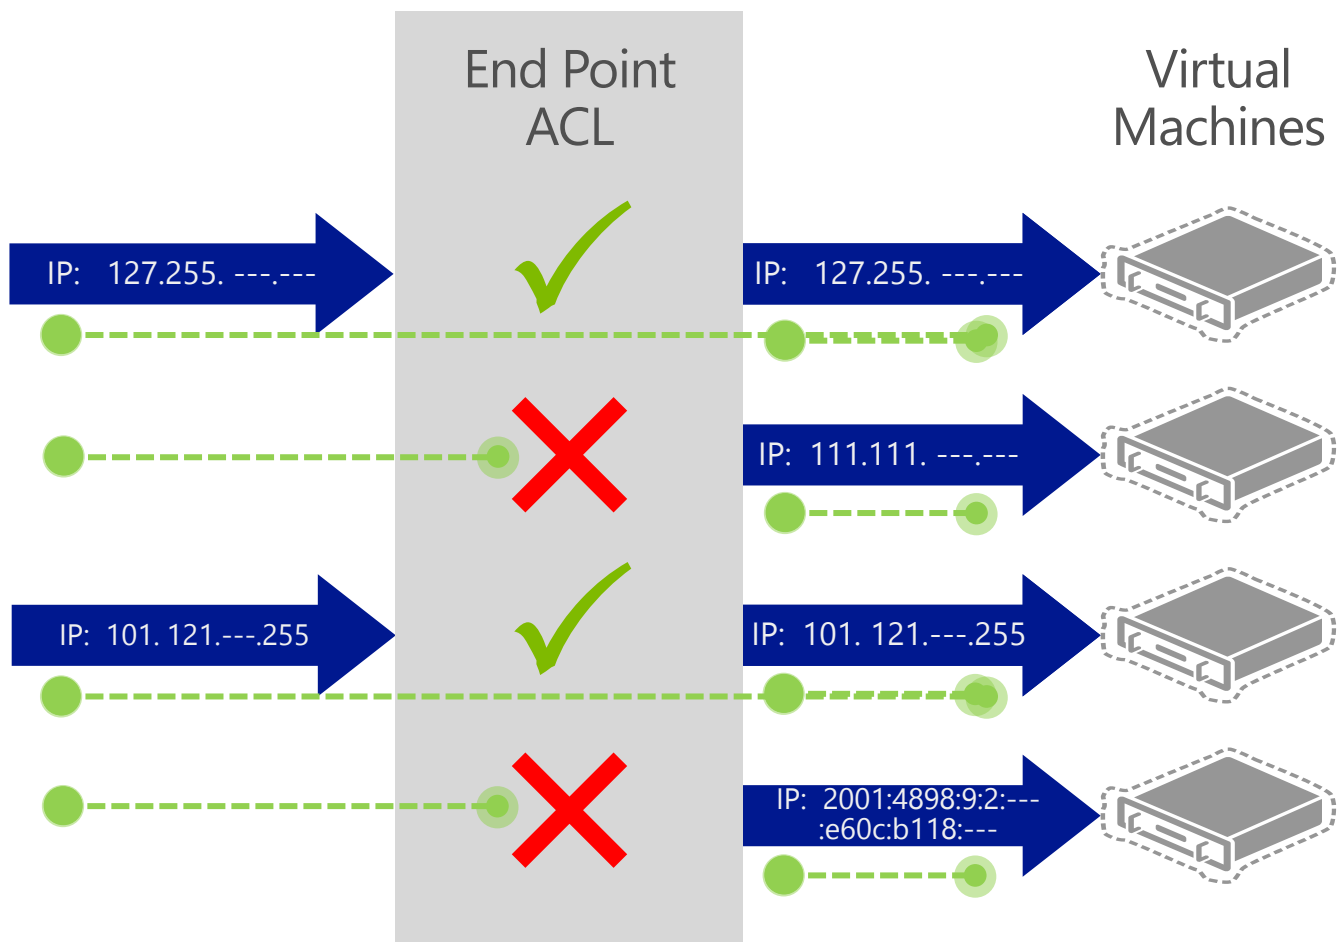 End Point
ACL
Virtual
Machines
IP: 127.255. ---.---
IP: 127.255. ---.---
IP: 111.111. ---.---
IP: 101. 121.---.255
IP: 101. 121.---.255
IP: 2001:4898:9:2:---
:e60c:b118:---